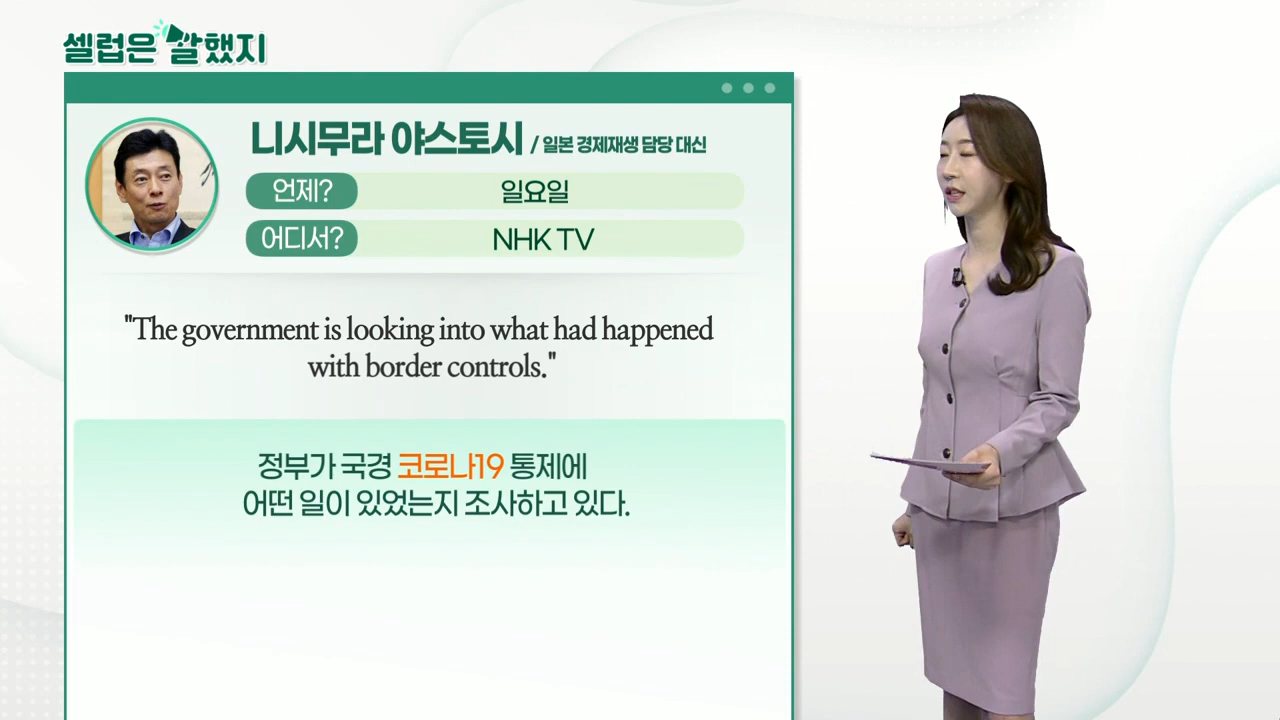 셀럽은 말했지
니시무라 야스토시 / 일본 경제재생 담당 대신
언제? 일요일
어디서? NHK TV
"The government is looking into what had happened
with border controls."
정부가 국경 코로나19 통제에
어떤 일이 있었는지 조사하고 있다.